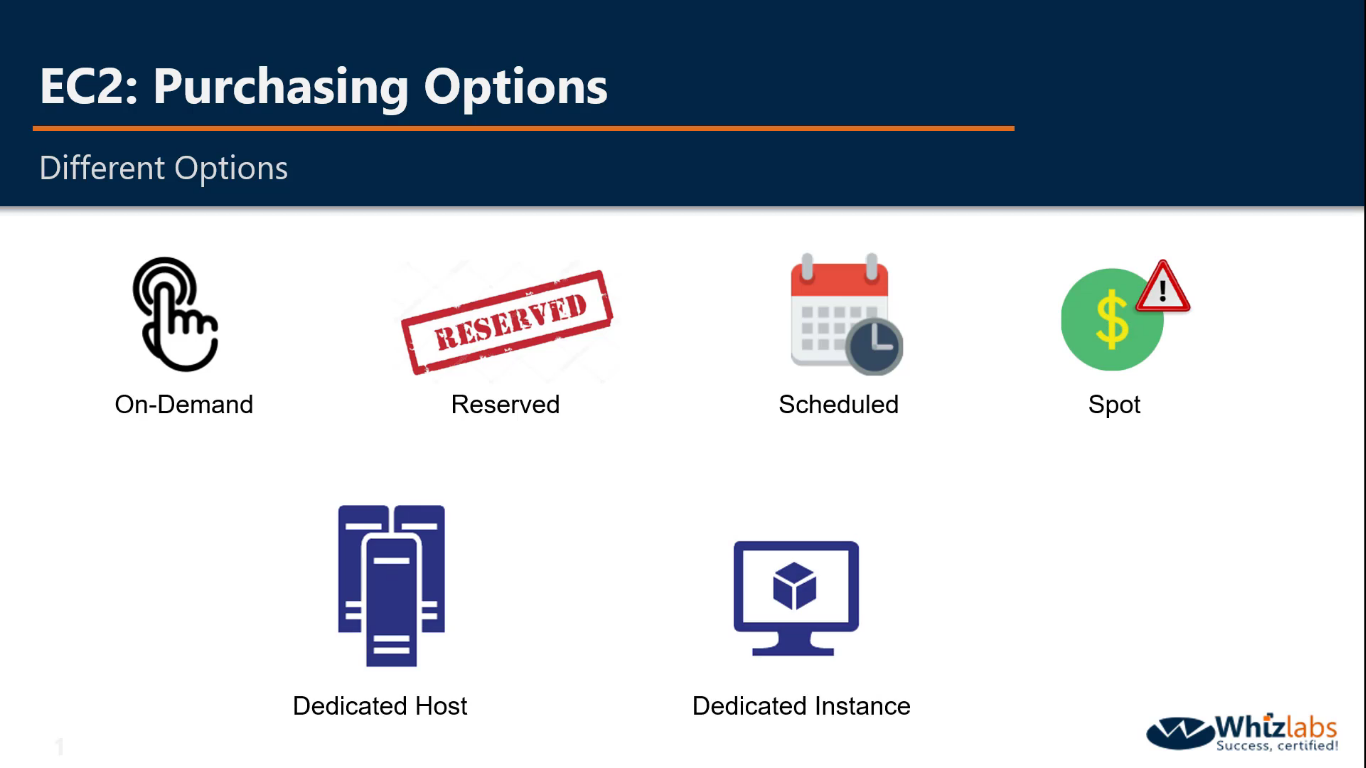 EC2: Purchasing Options
Different Options
RESERVED
On-Demand
Reserved
Scheduled
Spot
Dedicated Host
Dedicated Instance
1
Whizlabs
Success, certified!